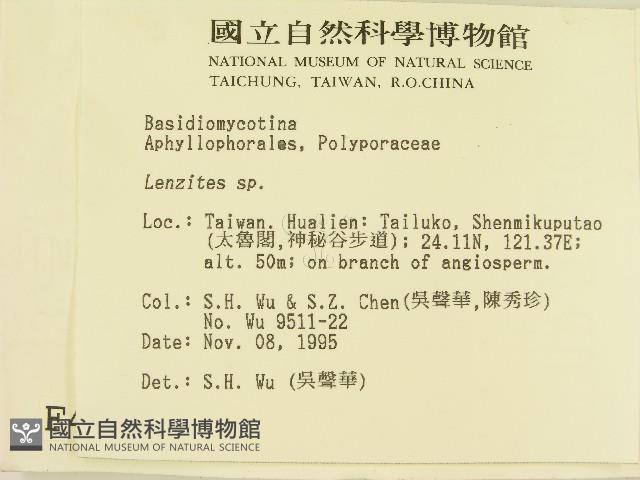 國立自然科學博物館
NATIONAL MUSEUM OF NATURAL SCIENCE
TAICHUNG, TAIWAN, R.O.CHINA
Basidiomycotina
Aphyllophorales, Polyporaceae
Lenzites sp.
Loc.: Taiwan. Hualien: Tailuko, Shenmikuputao
(太魯閣,神秘谷步道); 24.11N, 121.37E;
alt. 50m; on branch of angiosperm.
Col.: S.H. Wu & S.Z. Chen(吳聲華,陳秀珍)
No. Wu 9511-22
Date: Nov. 08, 1995
Det.: S.H. Wu (吳聲華)
國立自然科學博物館
NATIONAL MUSEUM OF NATURAL SCIENCE